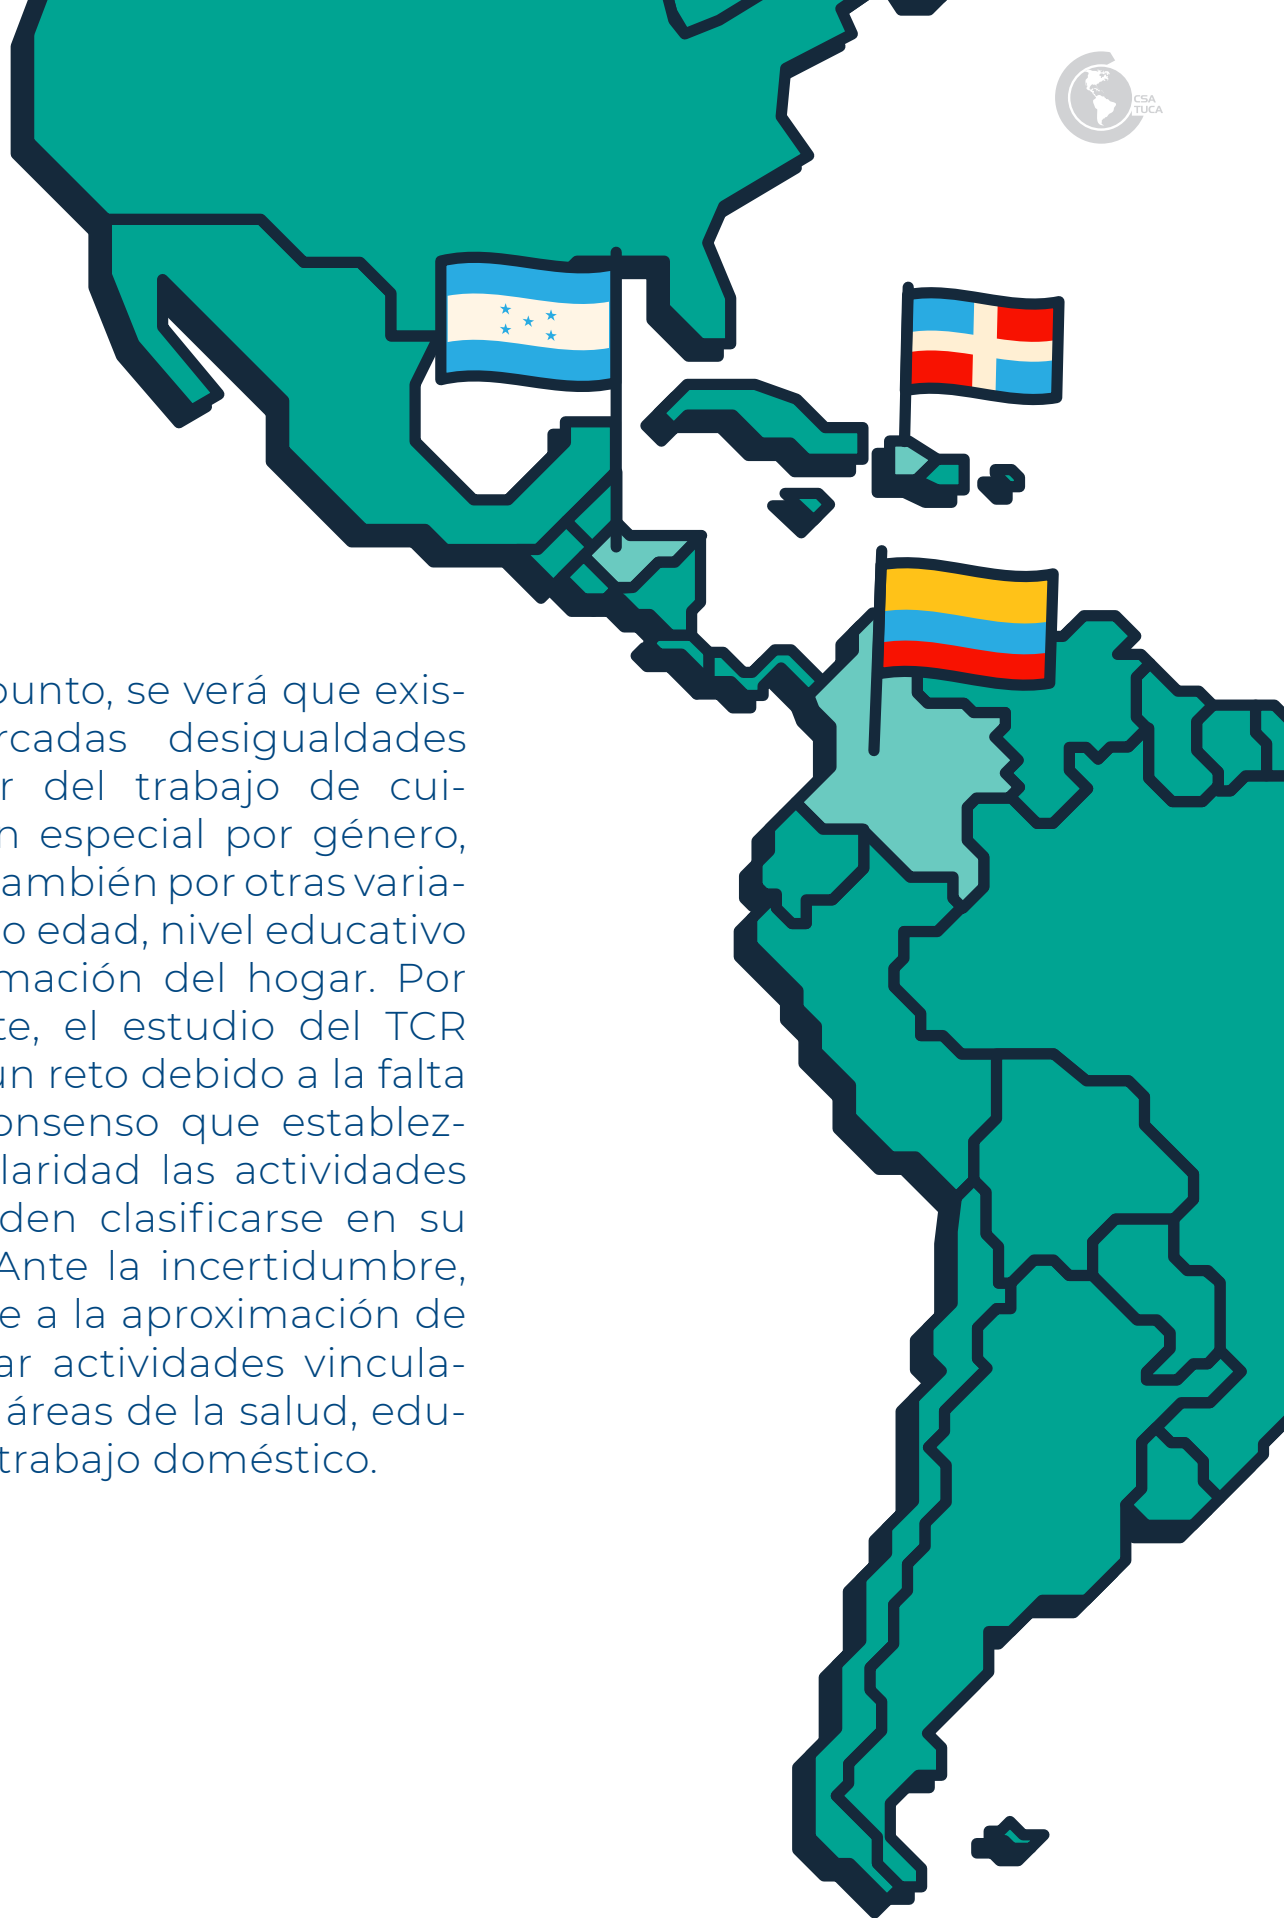 CSA
TUCA
punto, se verá que exis-
rcadas desigualdades
r del trabajo de cui-
n especial por género,
ambién por otras varia-
o edad, nivel educativo
mación del hogar. Por
te, el estudio del TCR
un reto debido a la falta
onsenso que establez-
laridad las actividades
den clasificarse en su
Ante la incertidumbre,
e a la aproximación de
ar actividades vincula-
áreas de la salud, edu-
trabajo doméstico.